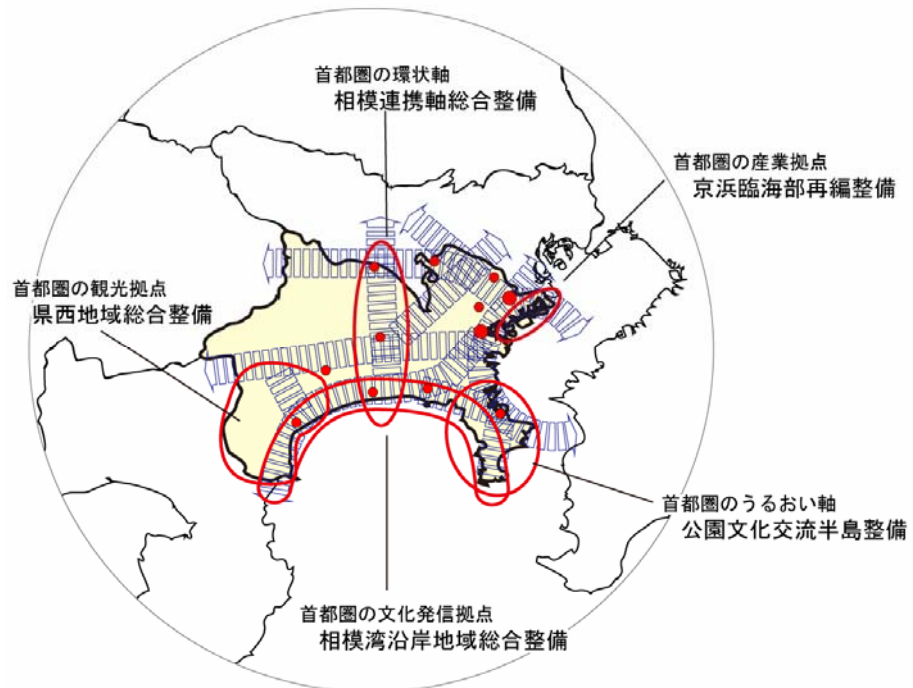 首都圏の環状軸
相模連携軸総合整備
首都圏の産業拠点
京浜臨海部再編整備
首都圏の観光拠点
県西地域総合整備
首都圏のうるおい軸
公園文化交流半島整備
首都圏の文化発信拠点
相模湾沿岸地域総合整備